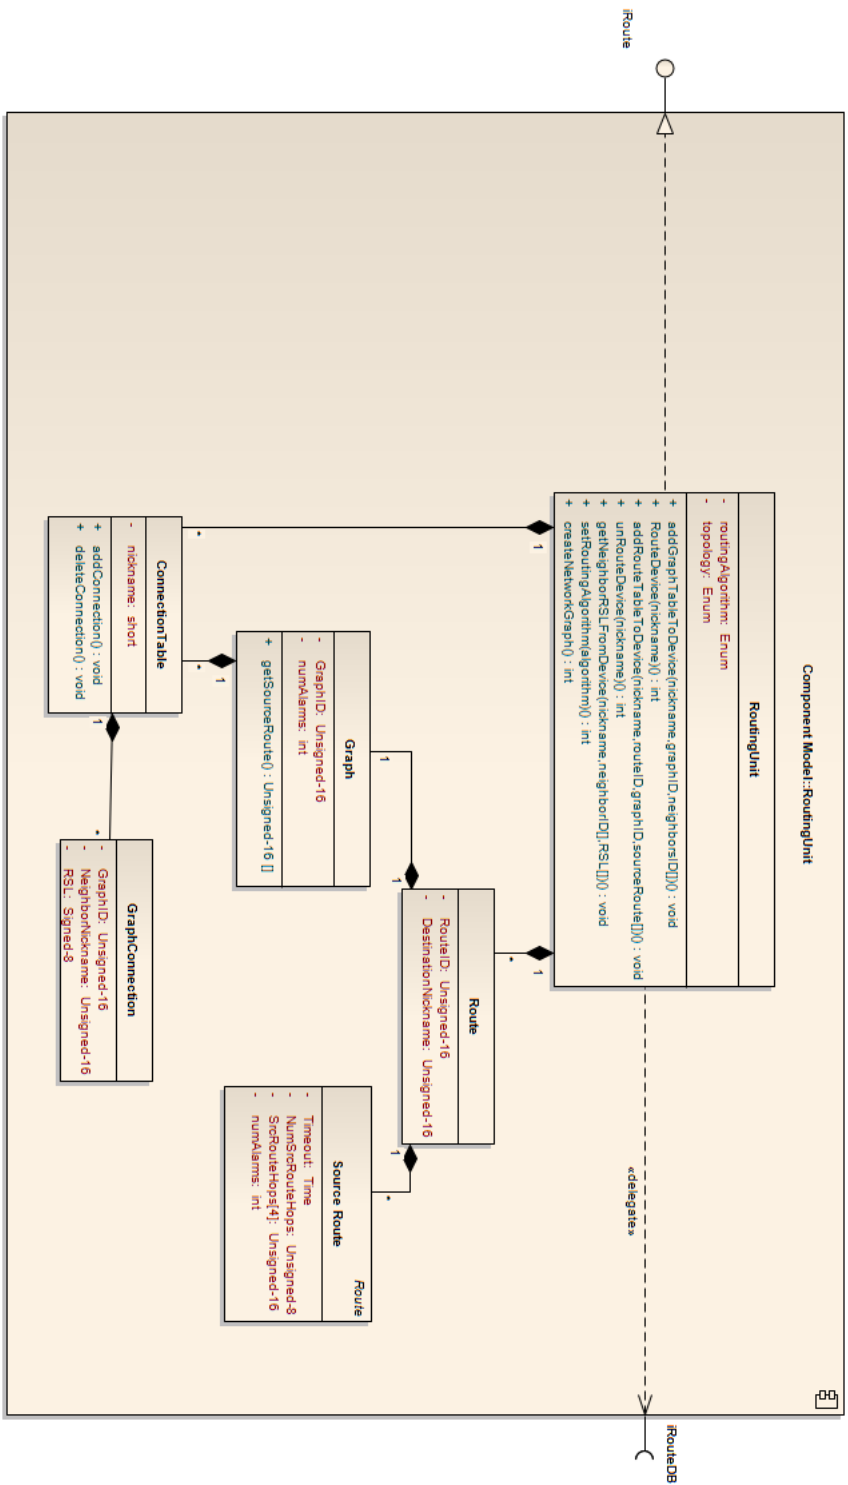 iRoute
Component Model::RoutingUnit
RoutingUnit
- routingAlgorithm: Enum
- topology: Enum
+ addGraphTableToDevice(nickname,graphID,neighborsID[])() : void
+ RouteDevice(nickname)() : int
+ addRouteTableToDevice(nickname,routeID,graphID,sourceRoute[])() : void
+ unRouteDevice(nickname)() : int
+ getNeighborRSLFromDevice(nickname,neighborID[],RSL[])() : void
+ setRoutingAlgorithm(algorithm)() : int
+ createNetworkGraph() : int
«delegate»
iRouteDB
1
1
*
Route
- RouteID: Unsigned-16
- DestinationNickname: Unsigned-16
1
1
1
*
Route
Source Route
- Timeout: Time
- NumSrcRouteHops: Unsigned-8
- SrcRouteHops[4]: Unsigned-16
- numAlarms: int
Graph
- GraphID: Unsigned-16
- numAlarms: int
+ getSourceRoute() : Unsigned-16 []
1
*
*
ConnectionTable
- nickname: short
+ addConnection() : void
+ deleteConnection() : void
1
*
GraphConnection
- GraphID: Unsigned-16
- NeighborNickname: Unsigned-16
- RSL: Signed-8